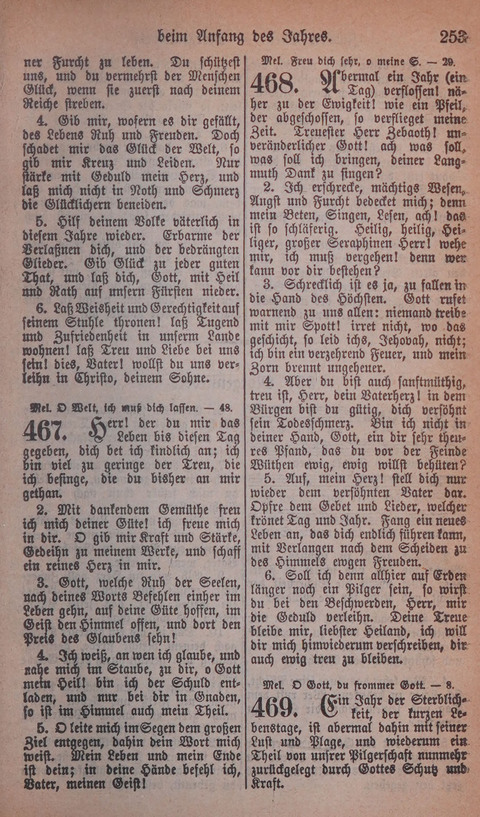 beim Anfang des Jahres. 253
ner Furcht zu leben. Du schützest
uns, und du vermehrst der Menschen
Glück, wenn sie zuerst nach deinem
Reiche streben.
4. Gib mir, wofern es dir gefällt,
des Lebens Ruh und Freuden. Doch
schadet mir das Glück der Welt, so
gib mir Kreuz und Leiden. Nur
stärke mit Geduld mein Herz, und
laß mich nicht in Noth und Schmerz
die Glücklichern beneiden.
5. Hilf deinem Volke väterlich in
diesem Jahre wieder. Erbarme der
Verlaßnen dich, und der bedrängten
Glieder. Gib Glück zu jeder guten
That, und laß dich, Gott, mit Heil
und Rath auf unsern Fürsten nieder.
6. Laß Weisheit und Gerechtigkeit auf
seinem Stuhle thronen! laß Tugend
und Zufriedenheit in unserm Lande
wohnen! laß Treu und Liebe bei uns
sein! dies, Vater! wollst du uns ver-
leihn in Christo, deinem Sohne.
Mel. O Welt, ich muß dich lassen. — 48.
467. Herr! der du mir das
Leben bis diesen Tag
gegeben, dich bet ich kindlich an; ich
bin viel zu geringe der Treu, die
ich besinge, die du bisher an mir
gethan.
2. Mit dankendem Gemüthe freu
ich mich deiner Güte! ich freue mich
in dir. O gib mir Kraft und Stärke,
Gedeihn zu meinem Werke, und schaff
ein reines Herz in mir.
3. Gott, welche Ruh der Seelen,
nach deines Worts Befehlen einher im
Leben gehn, auf deine Güte hoffen, im
Geist den Himmel offen, und dort den
Preis des Glaubens sehn!
4. Ich weiß, an wen ich glaube, und
nahe mich im Staube, zu dir, o Gott
mein Heil! bin ich der Schuld ent-
laden, und nur bei dir in Gnaden,
so ist im Himmel auch mein Theil.
5. O leite mich im Segen dem großen
Ziel entgegen, dahin dein Wort mich
weist. Mein Leben und mein Ende
ist dein; in deine Hände befehl ich,
Vater, meinen Geist!
Mel. Freu dich sehr, o meine S. — 29.
468. Abermal ein Jahr (ein
Tag) verflossen! nä-
her zu der Ewigkeit! wie ein Pfeil,
der abgeschossen, so verflieget meine
Zeit. Treuester Herr Zebaoth! un-
veränderlicher Gott! ach was soll,
was soll ich bringen, deiner Lang-
muth Dank zu singen?
2. Ich erschrecke, mächtigs Wesen,
Angst und Furcht bedecket mich; denn
mein Beten, Singen, Lesen, ach! das
ist so schläferig. Heilig, heilig, Hei-
liger, großer Seraphinen Herr! wehe
mir, ich muß vergehen! denn wer
kann vor dir bestehen?
3. Schrecklich ist es ja, zu fallen in
die Hand des Höchsten. Gott rufet
warnend zu uns allen: niemand treibe
mit mir Spott! irret nicht, wo das
geschicht, so leid ichs, Jehovah, nicht;
ich bin ein verzehrend Feuer, und mein
Zorn brennt ungeheuer.
4. Aber du bist auch sanftmüthig,
treu ist, Herr, dein Vaterherz! in dem
Bürgen bist du gütig, dich versöhnt
sein Todesschmerz. Bin ich nicht in
deiner Hand, Gott, ein dir sehr theu-
res Pfand, das du vor der Feinde
Wüthen ewig, ewig willst behüten?
5. Auf, mein Herz! stell dich nur
wieder dem versöhnten Vater dar.
Opfre dem Gebet und Lieder, welcher
krönet Tag und Jahr. Fang ein neues
Leben an, das dich endlich führen kann,
mit Verlangen nach dem Scheiden zu
des Himmels ewgen Freuden.
6. Soll ich denn allhier auf Erden
länger noch ein Pilger sein, so wirst
du bei den Beschwerden, Herr, mir
die Geduld verleihn. Deine Treue
bleibe mir, liebster Heiland, ich will
dir mich hinwiederum verschreiben, dir
auch ewig treu zu bleiben.
Mel. O Gott, du frommer Gott. — 8.
469. Ein Jahr der Sterblich-
keit, der kurzen Le-
benstage, ist abermal dahin mit seiner
Lust und Plage, und wiederum ein
Theil von unsrer Pilgerschaft nunmehr
zurückgelegt durch Gottes Schutz und
Kraft.